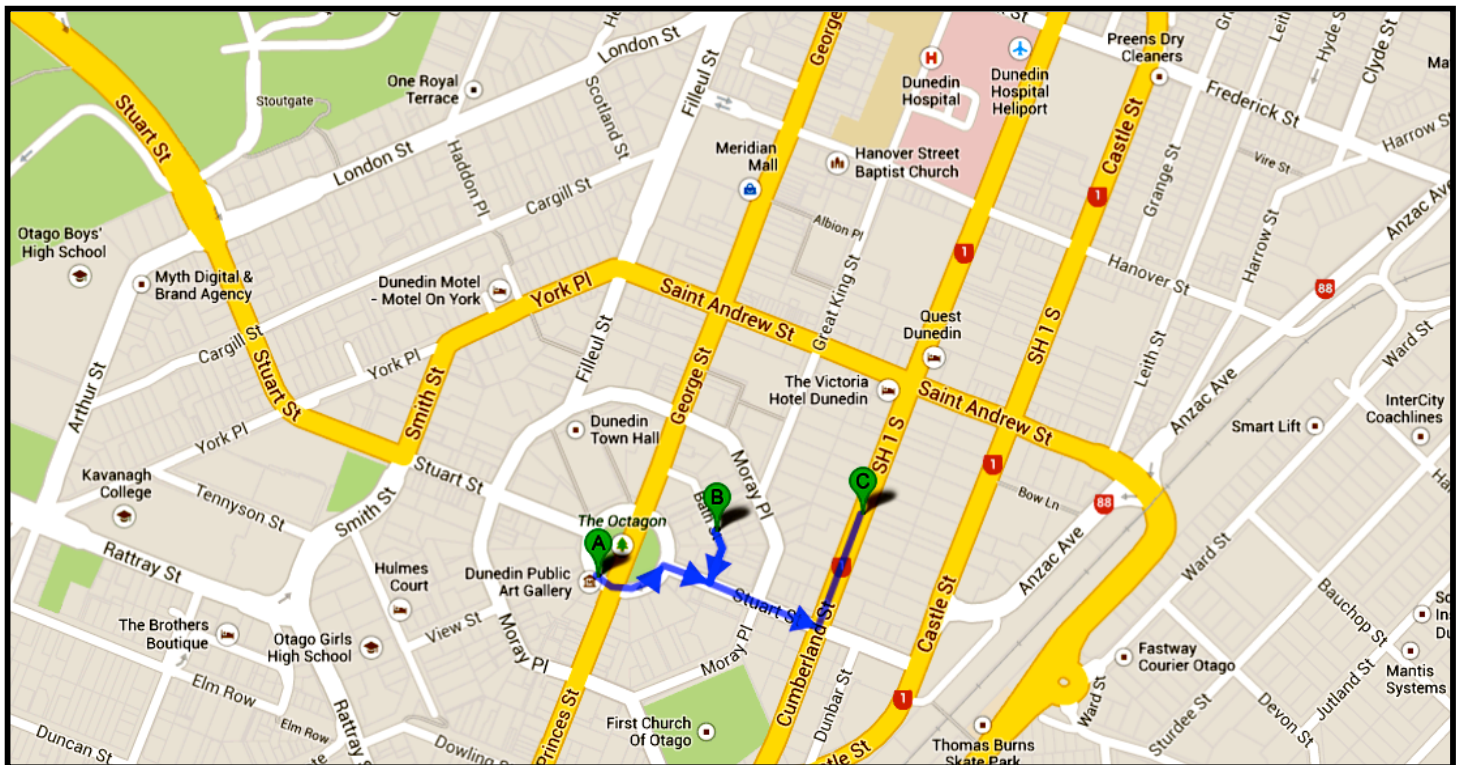 St
George
London St
Filleul St
Stuart St
Stoutgate
One Royal
Terrace
Scotland St
London St
Haddon Pl
Cargill St
Meridian
Mall
Dunedin
Hospital
Dunedin
Hospital
Heliport
Hanover Street
Baptist Church
Albion Pl
Preens Dry
Cleaners
Castle St
Frederick St
Hyde St
Clyde St
Harrow St
Vire St
Grange St
Anzac Ave
Harrow St
Hanover St
1
1
88
SH 1 S
Leith St
Ward St
Otago Boys'
High School
Myth Digital &
Brand Agency
Dunedin Motel
- Motel On York
York Pl
Saint Andrew St
Great King St
Quest
Dunedin
The Victoria
Hotel Dunedin
Saint Andrew St
Anzac Ave
Smart Lift
InterCity
Coachlines
Cargill St
York Pl
Stuart St
Arthur St
Smith St
Filleul St
George St
Dunedin
Town Hall
Moray Pl
SH 1 S
1
Bow Ln
88
York Pl
Stuart St
Kavanagh
College
Tennyson St
Smith St
Bath St
A
B
C
The Octagon
Dunedin Public
Art Gallery
Stuart St
1
Cumberland St
Castle St
Anzac Ave
Ward St
Bauchop St
Rattray St
Hulmes
Court
View St
Moray Pl
Moray Pl
The Brothers
Boutique
Otago Girls
High School
Elm Row
Elm Row
Rattray S
Duncan St
Dowling
Princes St
First Church
Of Otago
Dunbar St
1
tle St
Thomas Burns
Skate Park
Fastway
Courier Otago
Ward St
Sturdee St
Devon St
Jutland St
Mantis
Systems